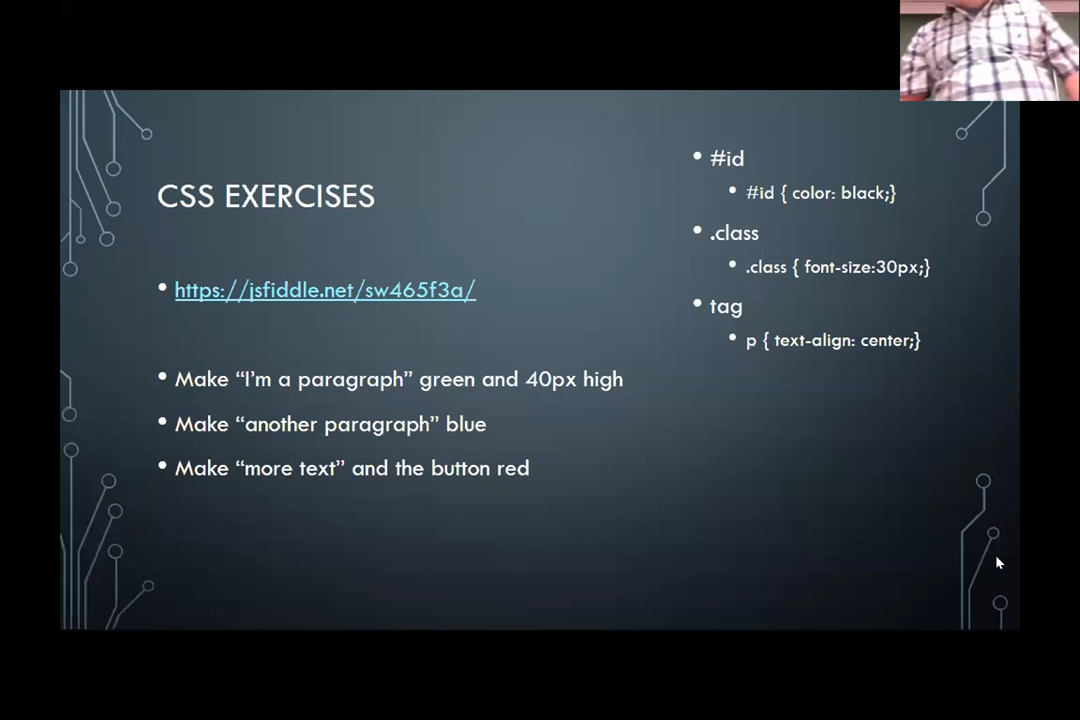 CSS EXERCISES
• https://jsfiddle.net/sw465f3a/
• Make “I’m a paragraph” green and 40px high
• Make “another paragraph” blue
• Make “more text” and the button red
• #id
• #id { color: black;}
• .class
• .class { font-size:30px;}
• tag
• p { text-align: center;}